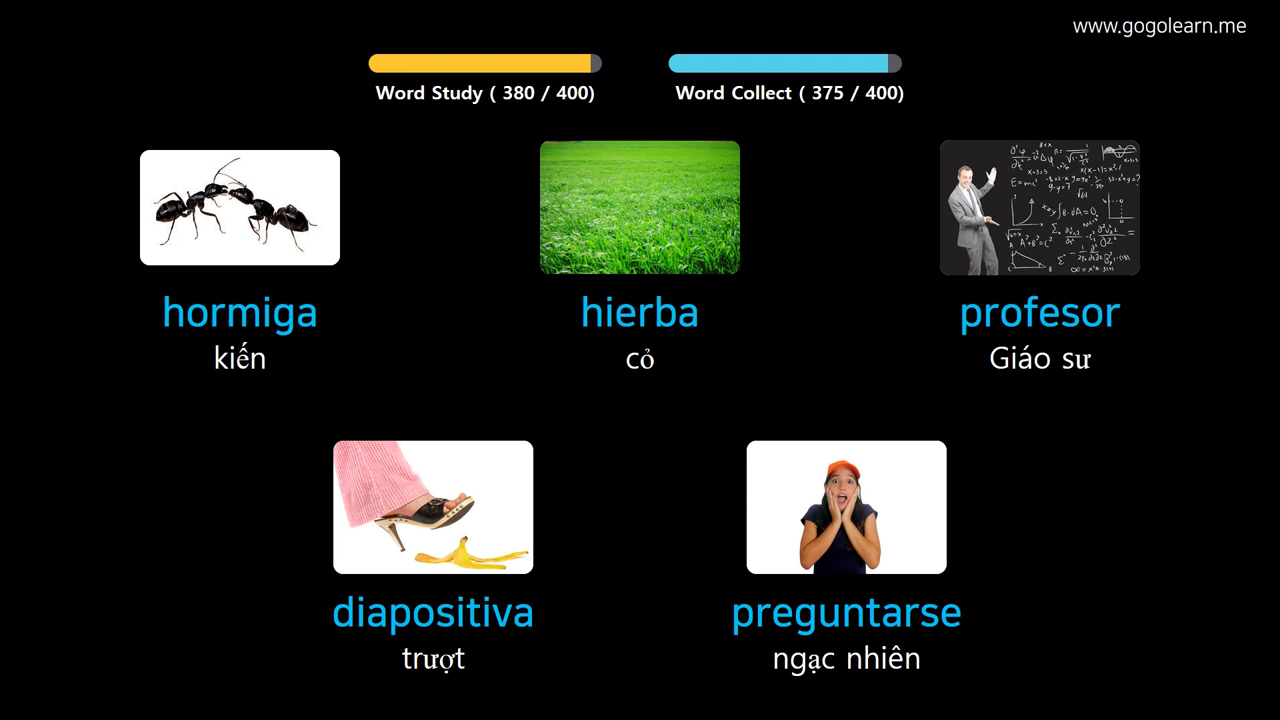 www.gogolearn.me
Word Study ( 380 / 400)
Word Collect ( 375 / 400)
hormiga
kiến
hierba
cỏ
profesor
Giáo sư
diapositiva
trượt
preguntarse
ngạc nhiên